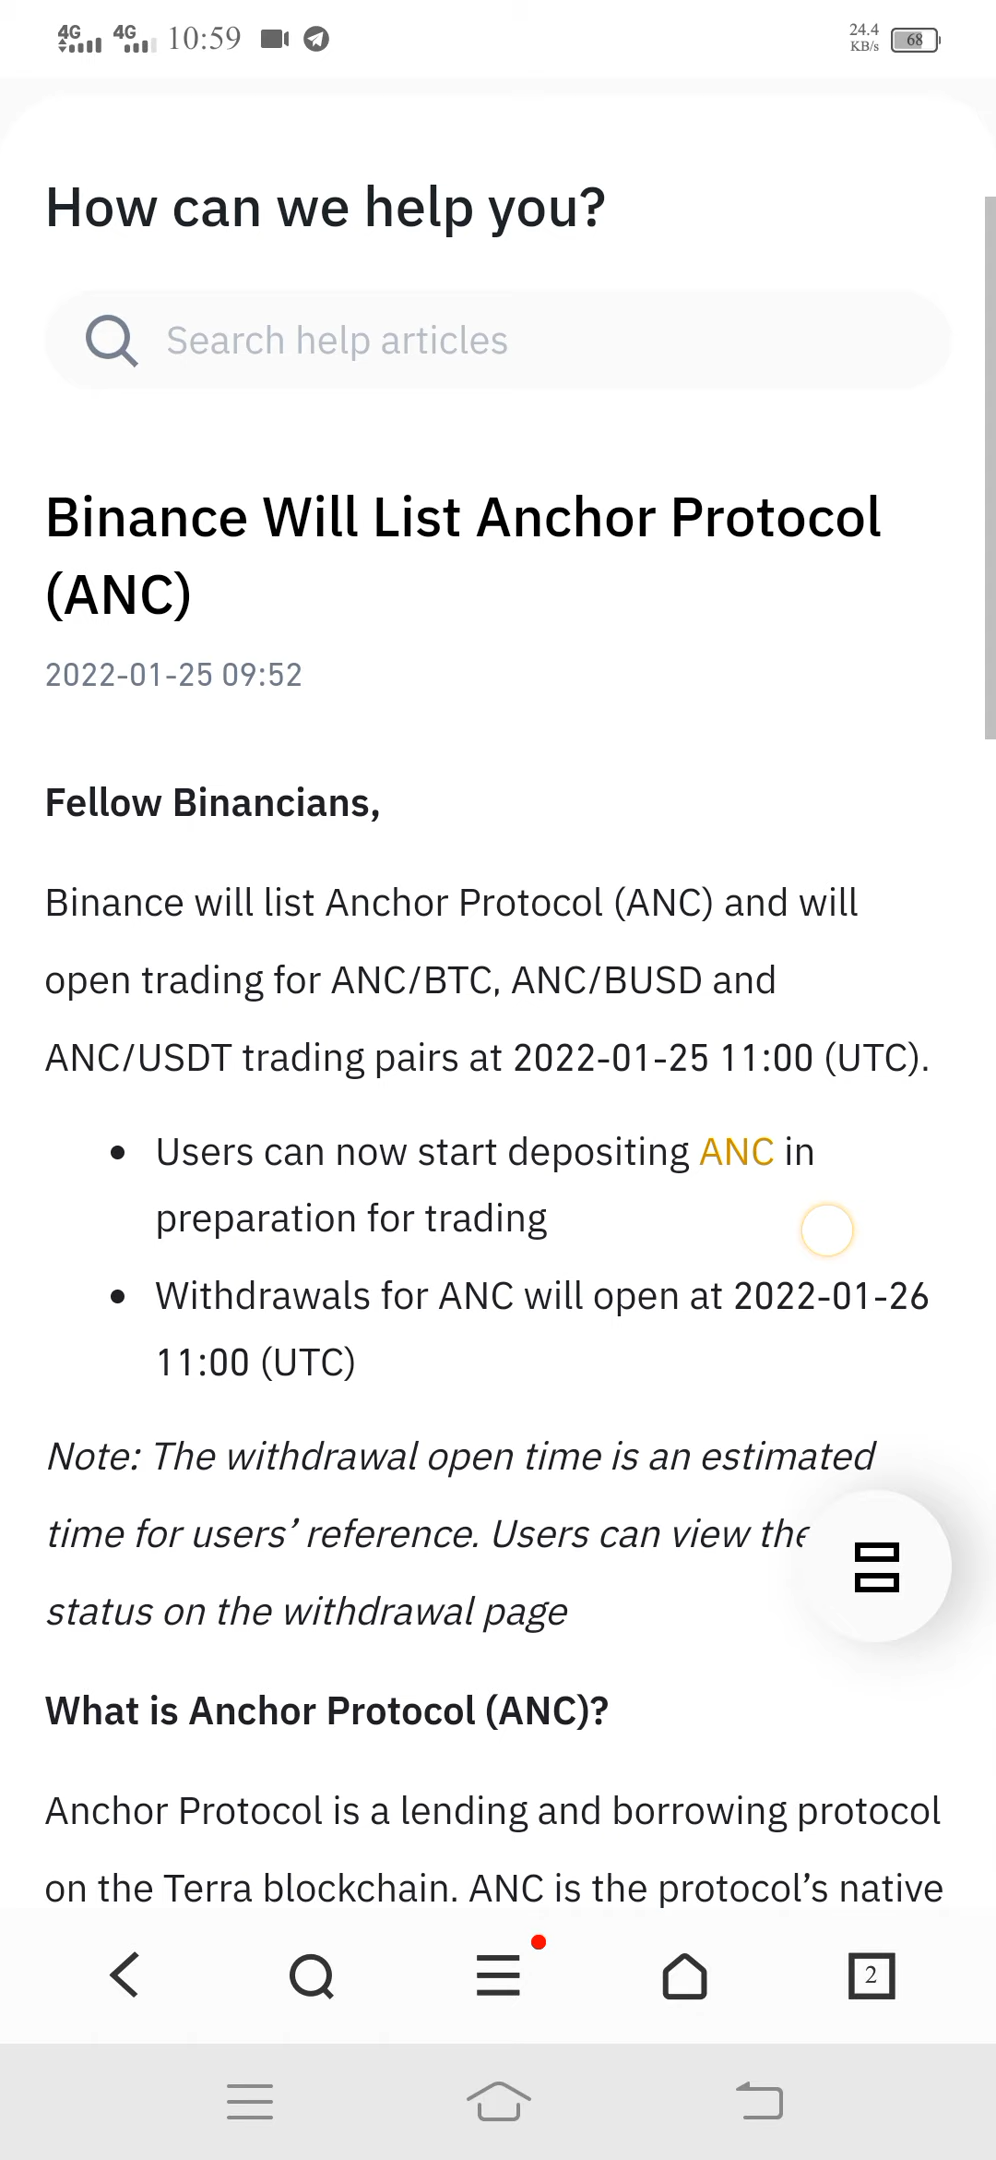 4G 4G 10:59 24.4 KB/s 68
How can we help you?
Search help articles
Binance Will List Anchor Protocol
(ANC)
2022-01-25 09:52
Fellow Binancians,
Binance will list Anchor Protocol (ANC) and will
open trading for ANC/BTC, ANC/BUSD and
ANC/USDT trading pairs at 2022-01-25 11:00 (UTC).
• Users can now start depositing ANC in
preparation for trading
• Withdrawals for ANC will open at 2022-01-26
11:00 (UTC)
Note: The withdrawal open time is an estimated
time for users’ reference. Users can view the
status on the withdrawal page
What is Anchor Protocol (ANC)?
Anchor Protocol is a lending and borrowing protocol
on the Terra blockchain. ANC is the protocol’s native
2